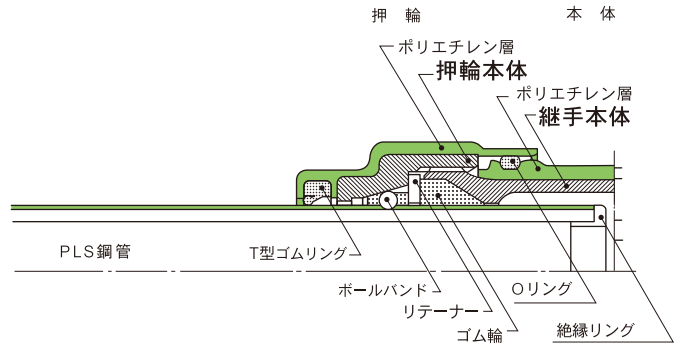 押輪
本体
ポリエチレン層
押輪本体
ポリエチレン層
継手本体
PLS鋼管
T型ゴムリング
ボールバンド
Oリング
リテーナー
ゴム輪
絶縁リング